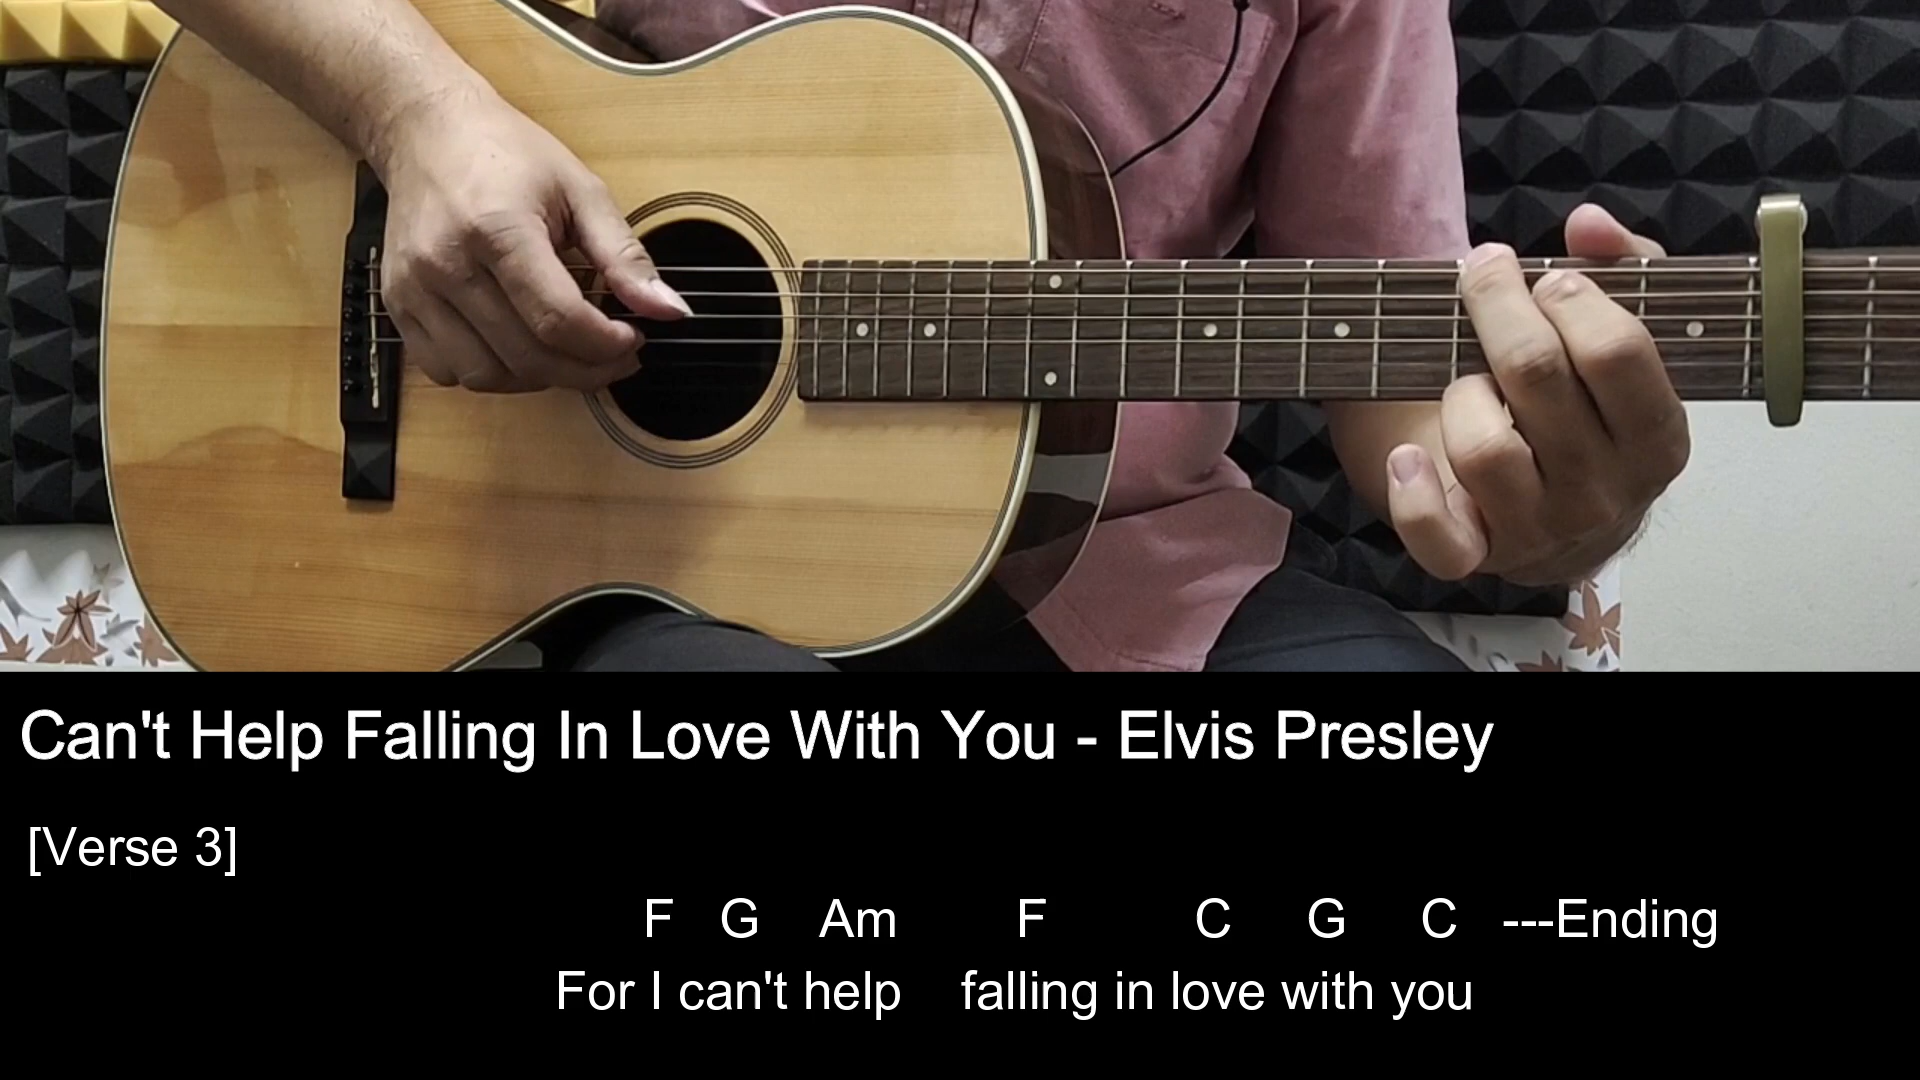 Can't Help Falling In Love With You - Elvis Presley
[Verse 3]
F G Am F C G C ---Ending
For I can't help falling in love with you